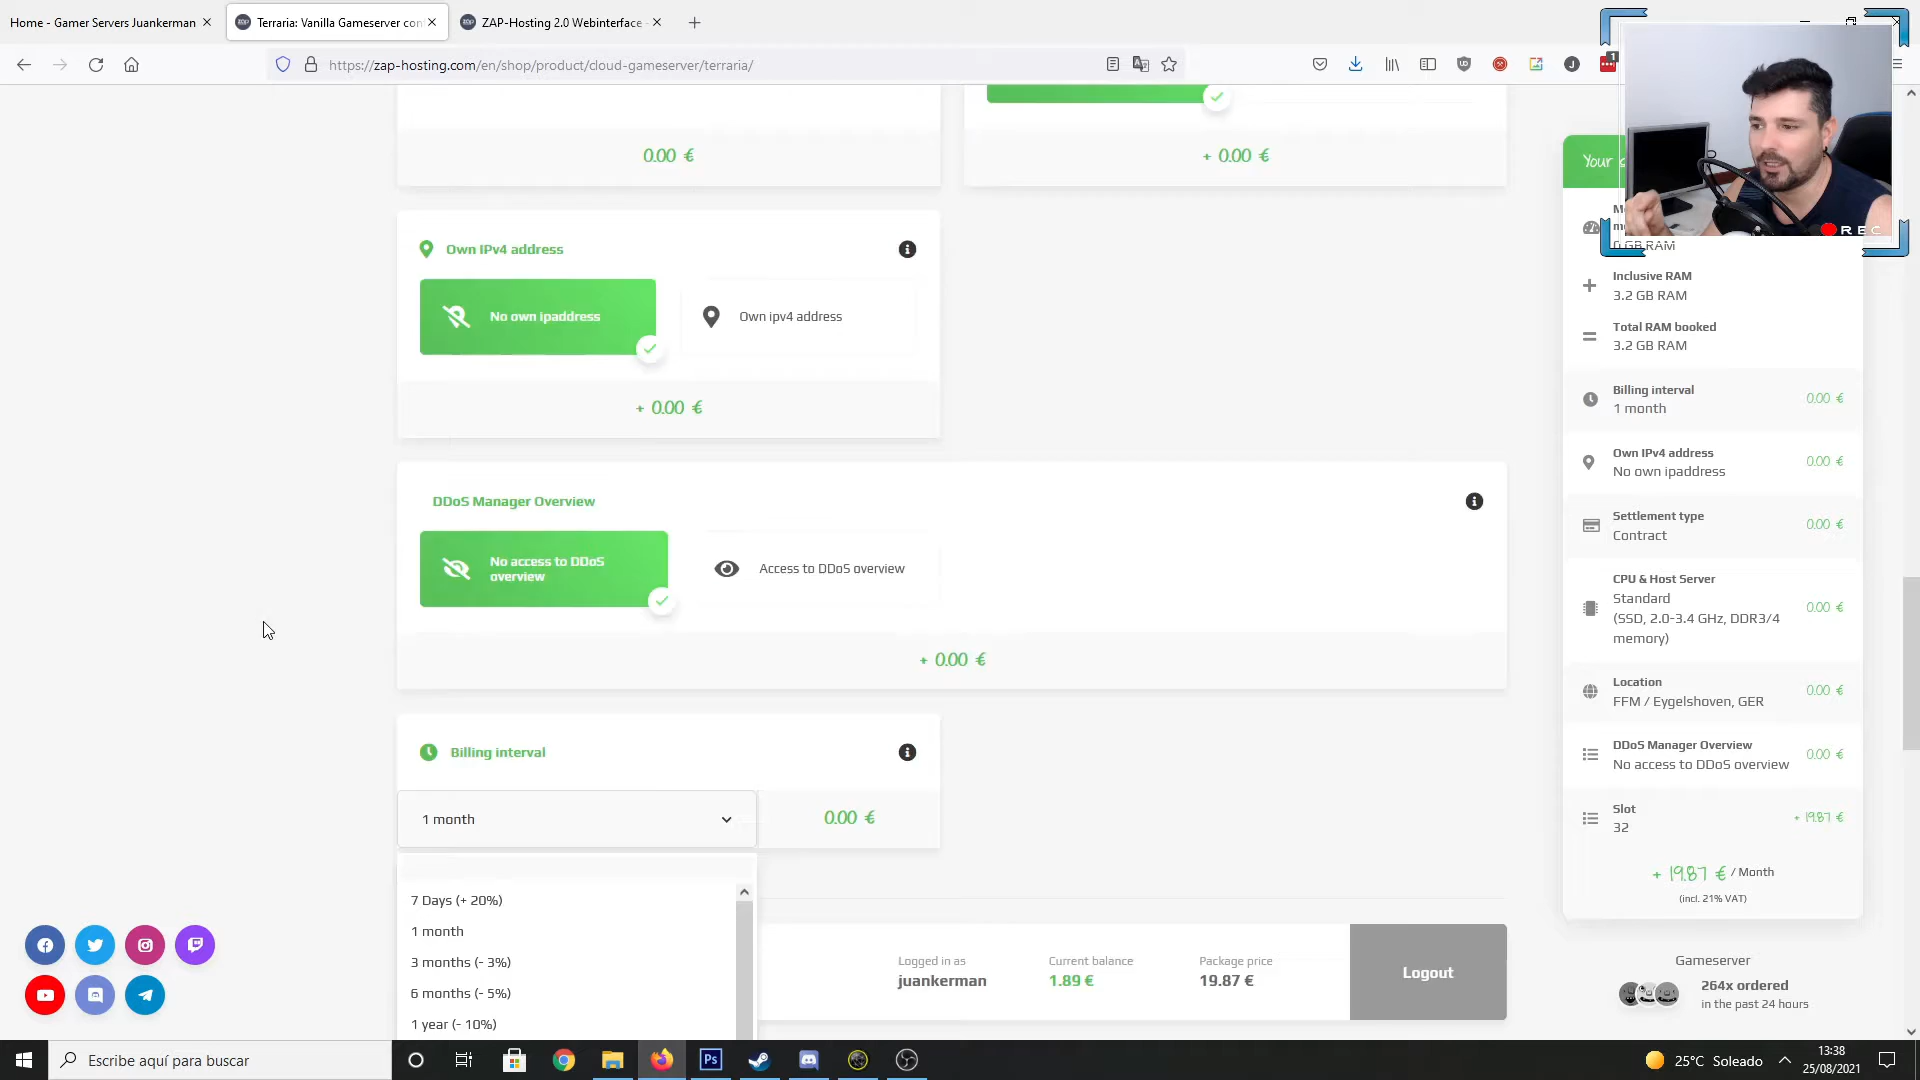 Home - Gamer Servers Juankerman
Terraria: Vanilla Gameserver con
ZAP-Hosting 2.0 Webinterface
https://zap-hosting.com/en/shop/product/cloud-gameserver/terraria/
1
REC
0.00 €
+ 0.00 €
Own IPv4 address
No own ipaddress
Own ipv4 address
+ 0.00 €
DDoS Manager Overview
No access to DDoS
overview
Access to DDoS overview
+ 0.00 €
Billing interval
1 month
0.00 €
7 Days (+ 20%)
1 month
3 months (- 3%)
6 months (- 5%)
1 year (- 10%)
Logged in as
juankerman
Current balance
1.89 €
Package price
19.87 €
Logout
Your
0 GB RAM
Inclusive RAM
3.2 GB RAM
Total RAM booked
3.2 GB RAM
Billing interval
1 month
0.00 €
Own IPv4 address
No own ipaddress
0.00 €
Settlement type
Contract
0.00 €
CPU & Host Server
Standard
(SSD, 2.0-3.4 GHz, DDR3/4
memory)
0.00 €
Location
FFM / Eygelshoven, GER
0.00 €
DDoS Manager Overview
No access to DDoS overview
0.00 €
Slot
32
+ 19.87 €
+ 19.87 € / Month
(incl. 21% VAT)
Gameserver
264x ordered
in the past 24 hours
Escribe aquí para buscar
25°C Soleado
13:38
25/08/2021